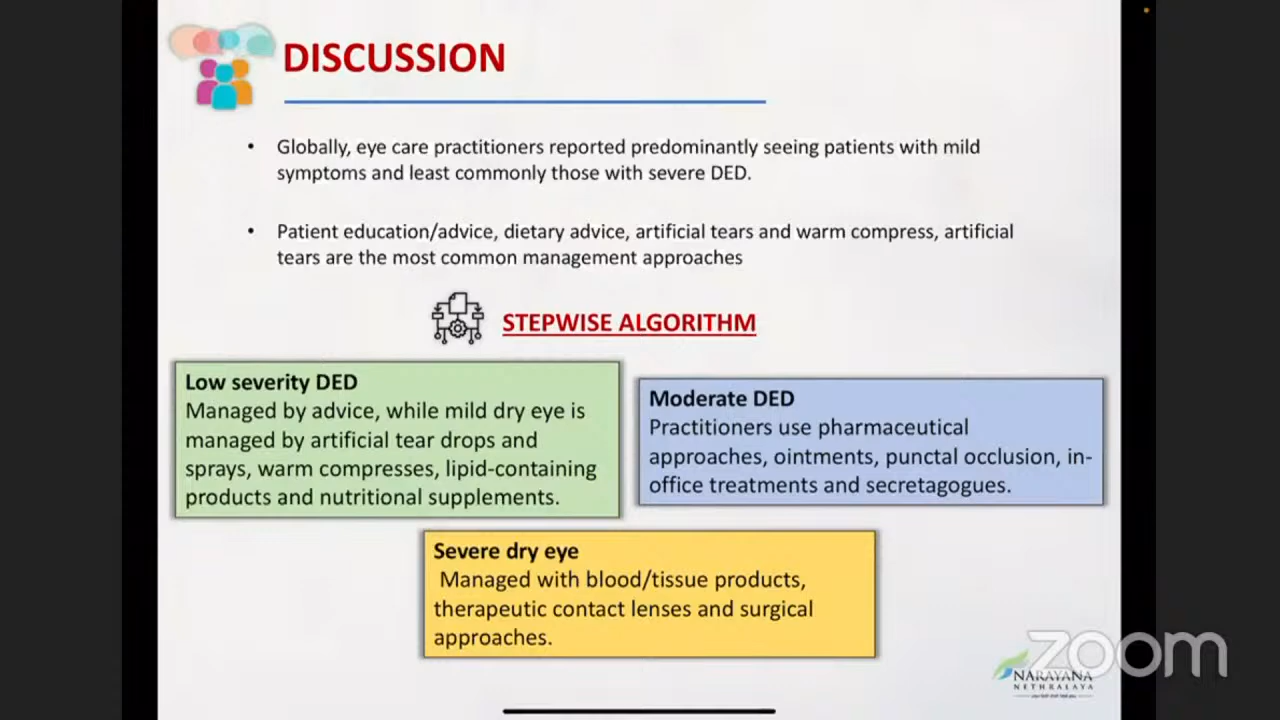 DISCUSSION
• Globally, eye care practitioners reported predominantly seeing patients with mild
symptoms and least commonly those with severe DED.
• Patient education/advice, dietary advice, artificial tears and warm compress, artificial
tears are the most common management approaches
STEPWISE ALGORITHM
Low severity DED
Managed by advice, while mild dry eye is
managed by artificial tear drops and
sprays, warm compresses, lipid-containing
products and nutritional supplements.
Moderate DED
Practitioners use pharmaceutical
approaches, ointments, punctal occlusion, in-
office treatments and secretagogues.
Severe dry eye
Managed with blood/tissue products,
therapeutic contact lenses and surgical
approaches.
zoom
NARAYANA
NETHRALAYA